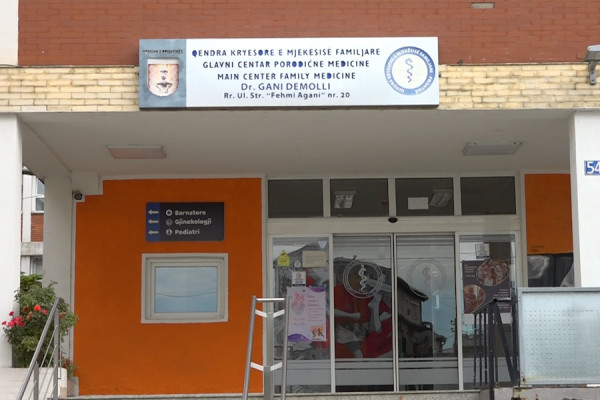 QENDRA KRYESORE E MJEKESISE FAMILJARE
GLAVNI CENTAR PORODIČNE MEDICINE
MAIN CENTER FAMILY MEDICINE
Dr. GANI DEMOLLI
Rr. Ul. Str. "Fehmi Agani" nr. 20
54
Barnatore
Gjinekologji
Pediatri